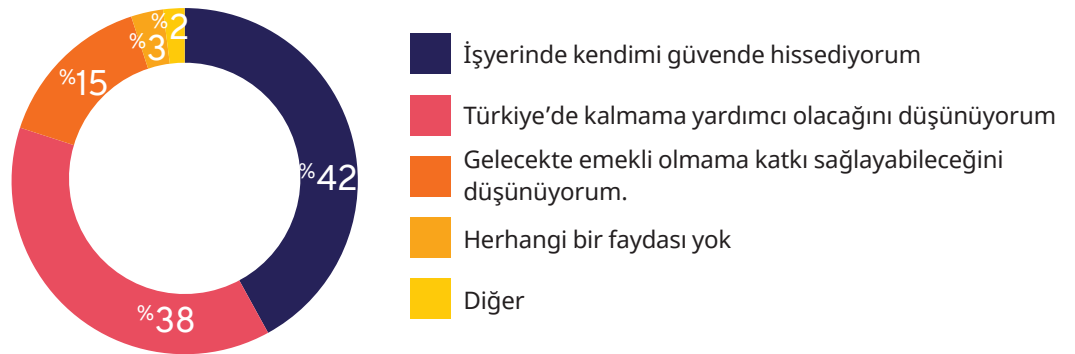 %2
%3
%15
%42
%38
İşyerinde kendimi güvende hissediyorum
Türkiye’de kalmama yardımcı olacağını düşünüyorum
Gelecekte emekli olmama katkı sağlayabileceğini
düşünüyorum.
Herhangi bir faydası yok
Diğer